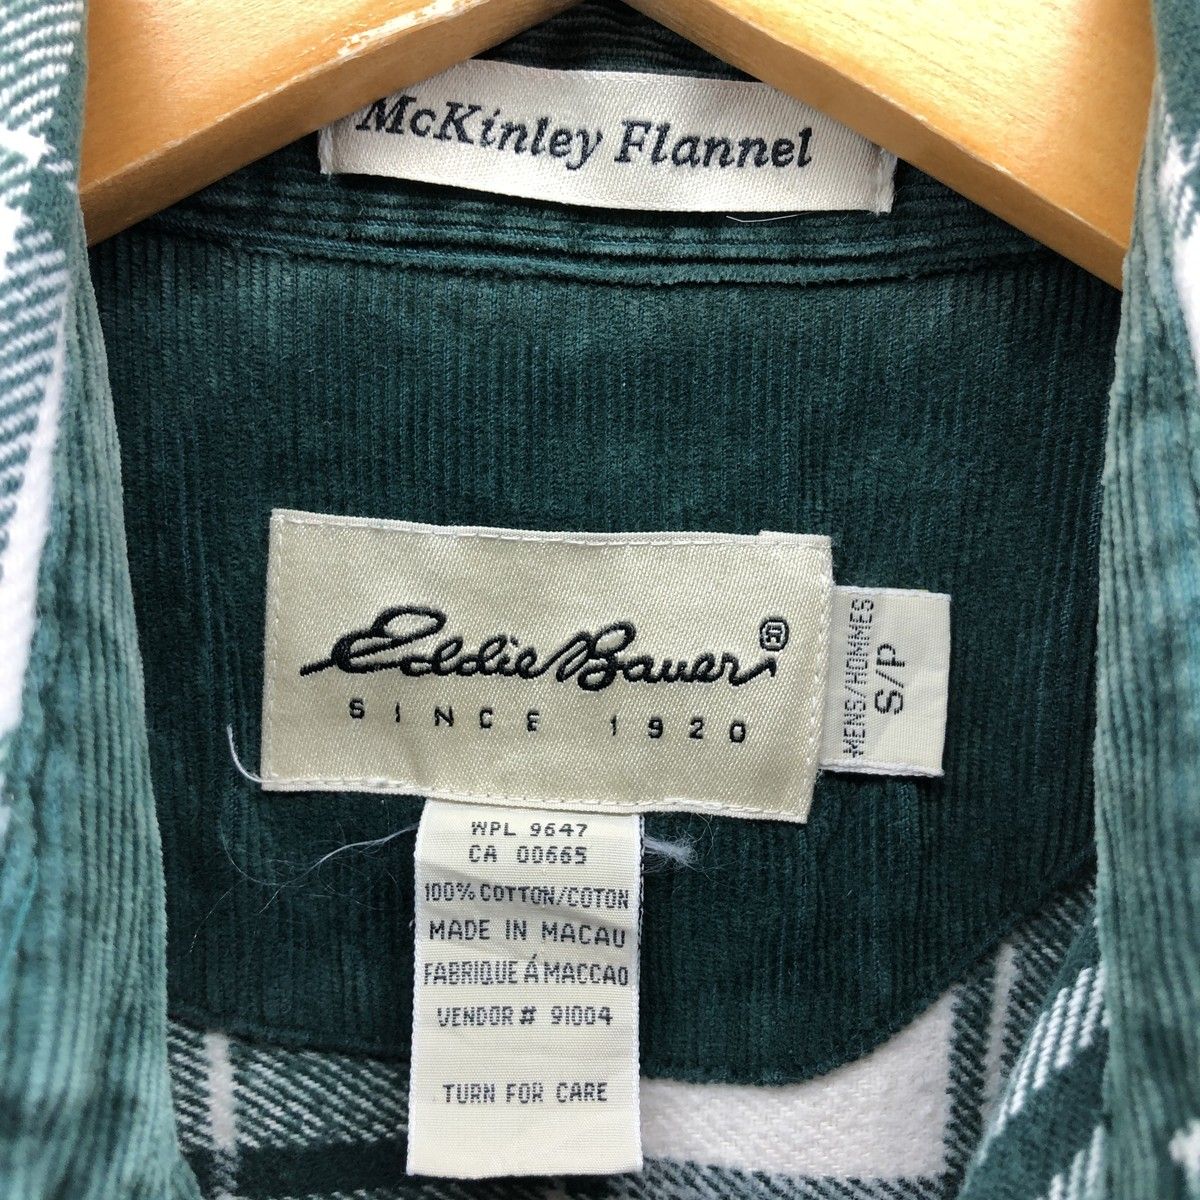 McKinley Flannel
Eddie Bauer®
SINCE 1920
MENS/HOMMES
S/P
WPL 9647
CA 00665
100% COTTON/COTON
MADE IN MACAU
FABRIQUE Á MACCAO
VENDOR # 91004
TURN FOR CARE